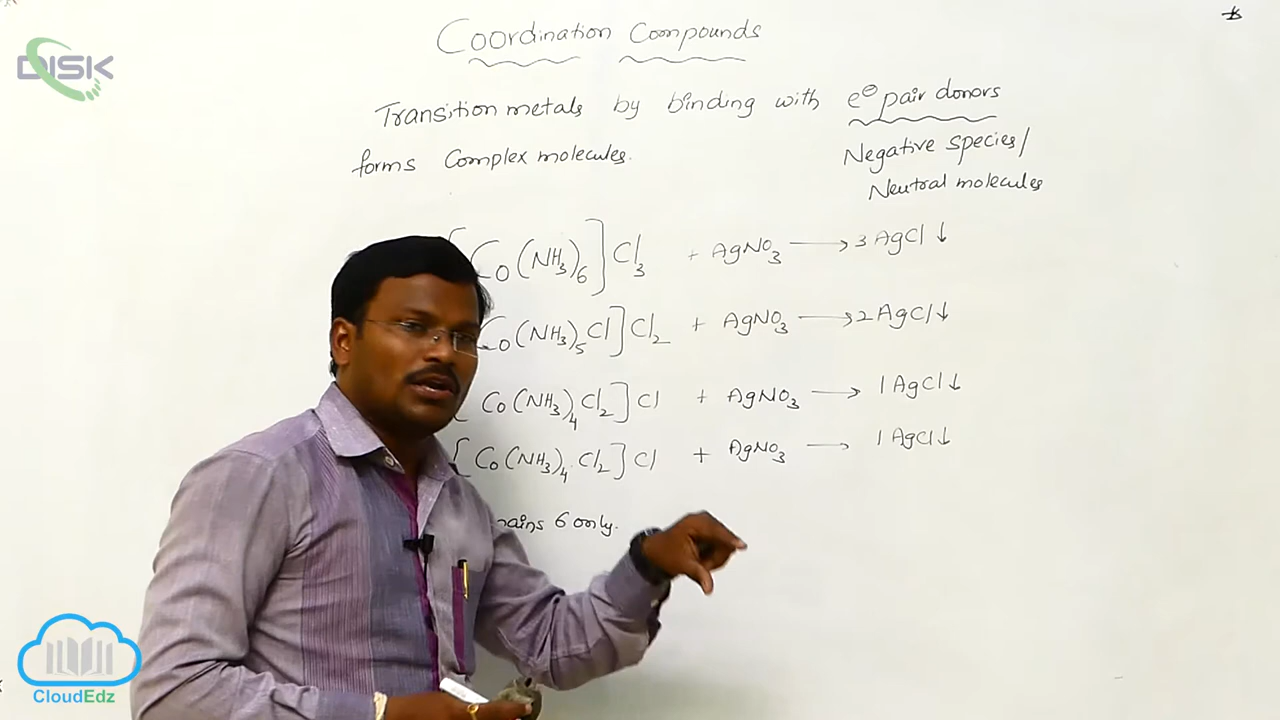 DISK
Coordination Compounds
Transition metals by binding with e⊖ pair donors
forms Complex molecules.
Negative species/
Neutral molecules
[Co(NH3)6]Cl3 + AgNO3 → 3 AgCl↓
Co(NH3)5Cl]Cl2 + AgNO3 → 2 AgCl↓
[Co(NH3)4Cl2]Cl + AgNO3 → 1 AgCl↓
[Co(NH3)4.Cl2]Cl + AgNO3 → 1 AgCl↓
6 only.
CloudEdz